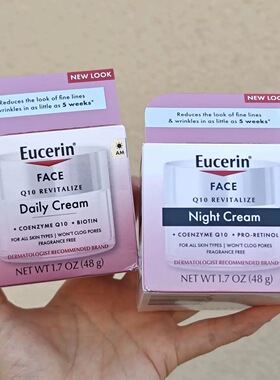 NEW LOOK
Reduces the look of fine lines
& wrinkles in as little as 5 weeks*
Eucerin®
FACE
Q10 REVITALIZE
Daily Cream
AM
+ COENZYME Q10 + BIOTIN
FOR ALL SKIN TYPES | WON'T CLOG PORES
FRAGRANCE FREE
DERMATOLOGIST RECOMMENDED BRAND
NET WT 1.7 OZ (48 g)
NEW LOOK
Reduces the look of fine lines
& wrinkles in as little as 5 weeks*
Eucerin®
FACE
Q10 REVITALIZE
Night Cream
+ COENZYME Q10 + PRO-RETINOL
FOR ALL SKIN TYPES | WON'T CLOG PORES
FRAGRANCE FREE
DERMATOLOGIST RECOMMENDED BRAND
NET WT 1.7 OZ (48 g)